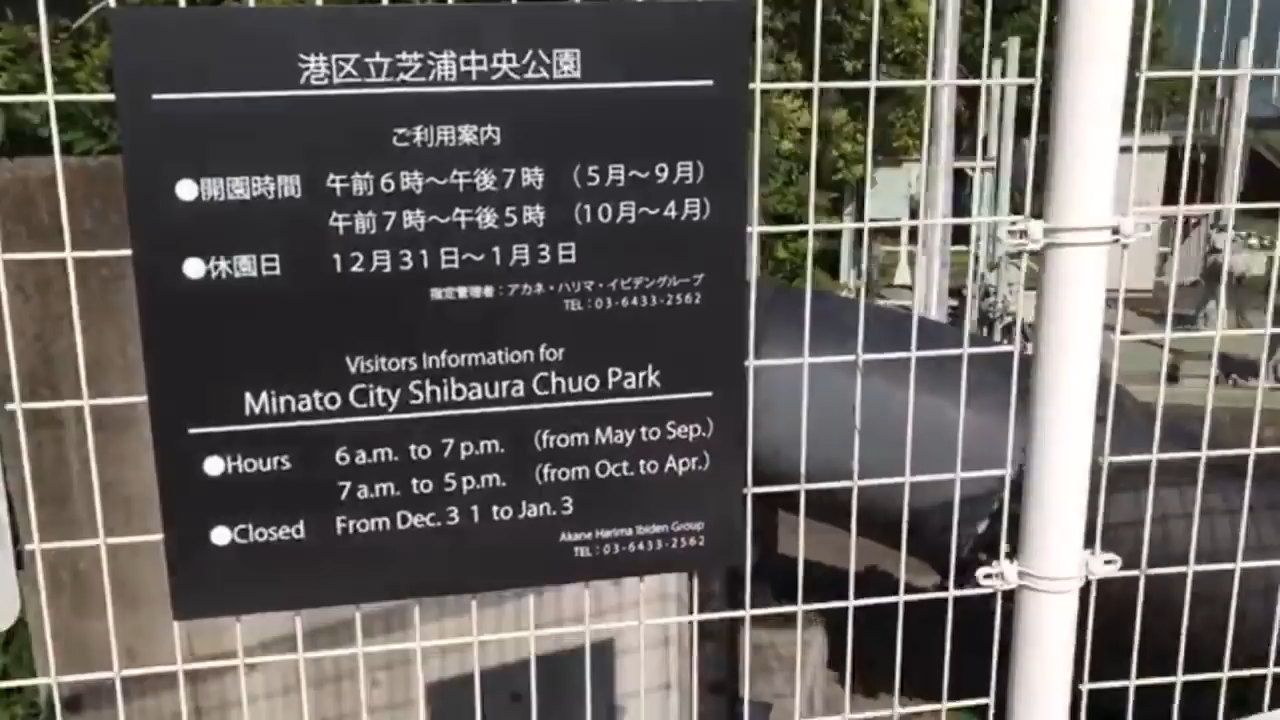 港区立芝浦中央公園
ご利用案内
●開園時間 午前6時～午後7時 （5月～9月）
午前7時～午後5時 （10月～4月）
●休園日 12月31日～1月3日
指定管理者：アカネ・ハリマ・イビデングループ
TEL：03-6433-2562
Visitors Information for
Minato City Shibaura Chuo Park
●Hours 6 a.m. to 7 p.m. (from May to Sep.)
7 a.m. to 5 p.m. (from Oct. to Apr.)
●Closed From Dec. 3 1 to Jan. 3
Akane Harima Ibiden Group
TEL：03-6433-2562